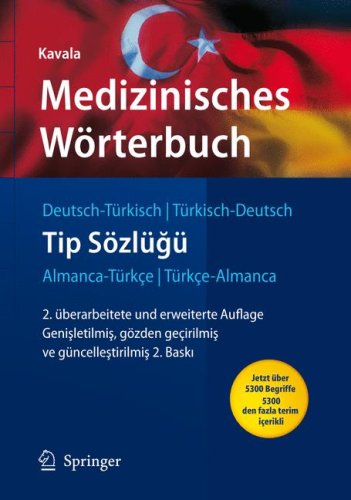 Kavala
Medizinisches
Wörterbuch
Deutsch-Türkisch | Türkisch-Deutsch
Tip Sözlüğü
Almanca-Türkçe | Türkçe-Almanca
2. überarbeitete und erweiterte Auflage
Genişletilmiş, gözden geçirilmiş
ve güncelleştirilmiş 2. Baskı
Jetzt über
5300 Begriffe
5300
den fazla terim
içerikli
Springer